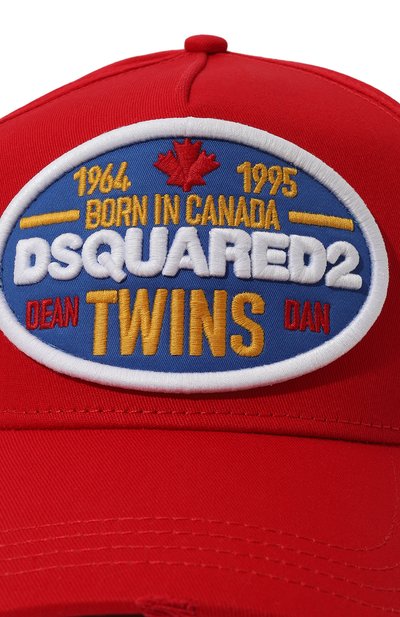 1964 1995
BORN IN CANADA
DSQUARED2
DEAN TWINS DAN